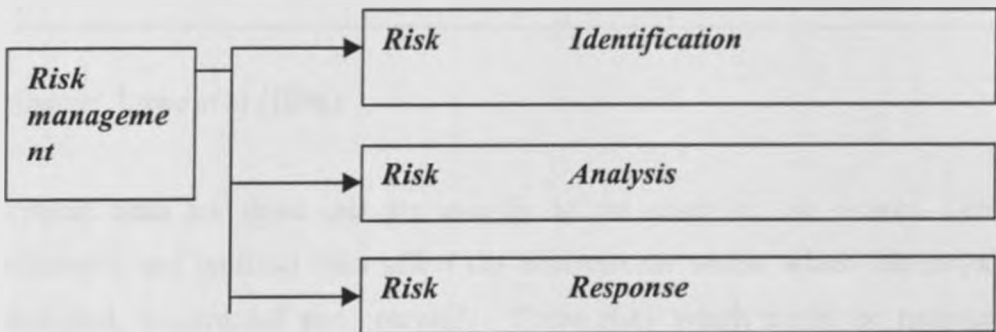 Risk Identification
Risk
manageme
nt
Risk Analysis
Risk Response